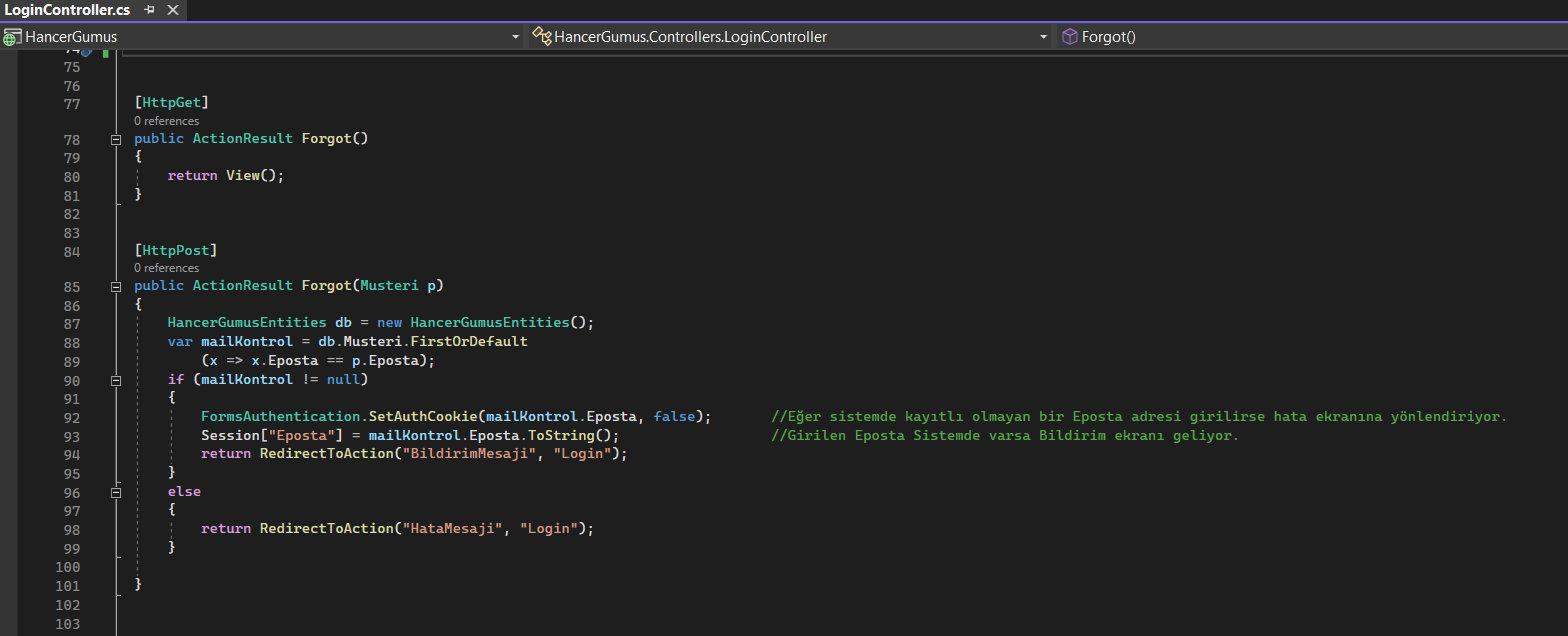 LoginController.cs
HancerGumus HancerGumus.Controllers.LoginController Forgot()
74
75
76
77 [HttpGet]
0 references
78 public ActionResult Forgot()
79 {
80 return View();
81 }
82
83
84 [HttpPost]
0 references
85 public ActionResult Forgot(Musteri p)
86 {
87 HancerGumusEntities db = new HancerGumusEntities();
88 var mailKontrol = db.Musteri.FirstOrDefault
89 (x => x.Eposta == p.Eposta);
90 if (mailKontrol != null)
91 {
92 FormsAuthentication.SetAuthCookie(mailKontrol.Eposta, false); //Eğer sistemde kayıtlı olmayan bir Eposta adresi girilirse hata ekranına yönlendiriyor.
93 Session["Eposta"] = mailKontrol.Eposta.ToString(); //Girilen Eposta Sistemde varsa Bildirim ekranı geliyor.
94 return RedirectToAction("BildirimMesaji", "Login");
95 }
96 else
97 {
98 return RedirectToAction("HataMesaji", "Login");
99 }
100
101 }
102
103